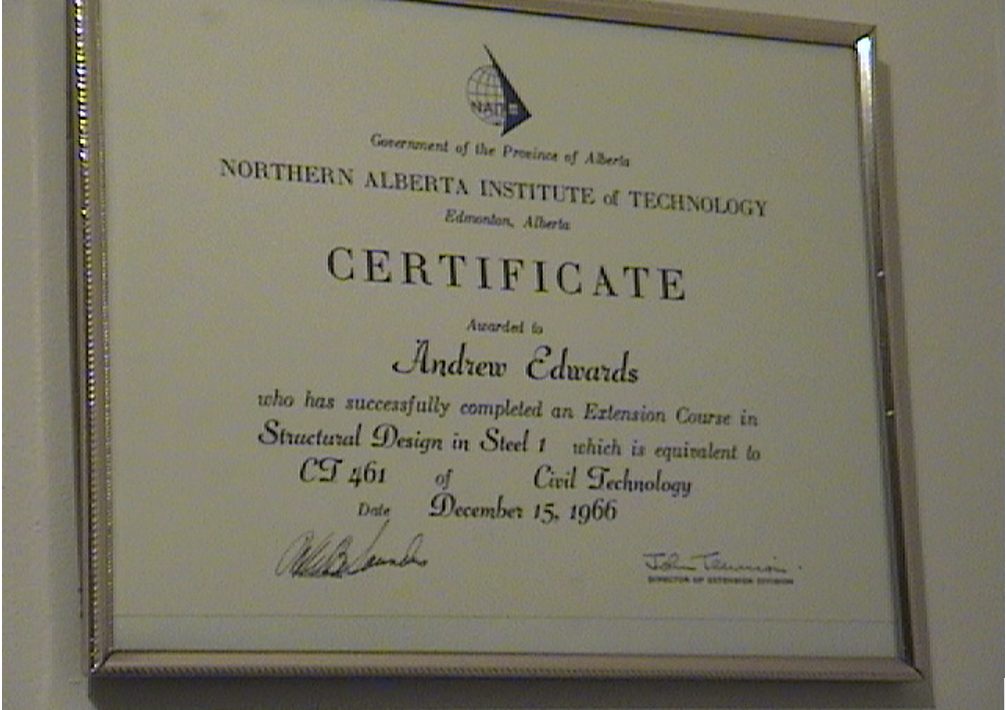 NAIT
Government of the Province of Alberta
NORTHERN ALBERTA INSTITUTE of TECHNOLOGY
Edmonton, Alberta
CERTIFICATE
Awarded to
Andrew Edwards
who has successfully completed an Extension Course in
Structural Design in Steel 1 which is equivalent to
CT 461 of Civil Technology
Date December 15, 1966
Saunders John
DIRECTOR OF EXTENSION DIVISION